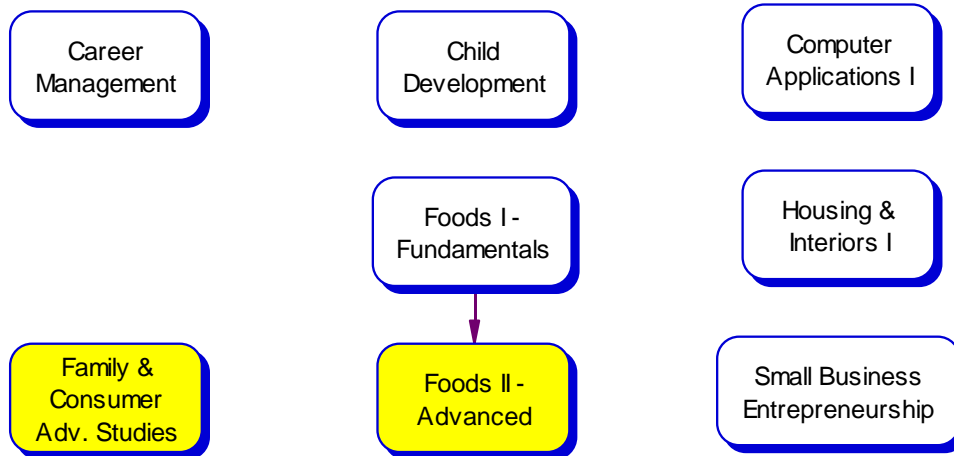 Career
Management
Child
Development
Computer
Applications I
Foods I -
Fundamentals
Housing &
Interiors I
Family &
Consumer
Adv. Studies
Foods II -
Advanced
Small Business
Entrepreneurship